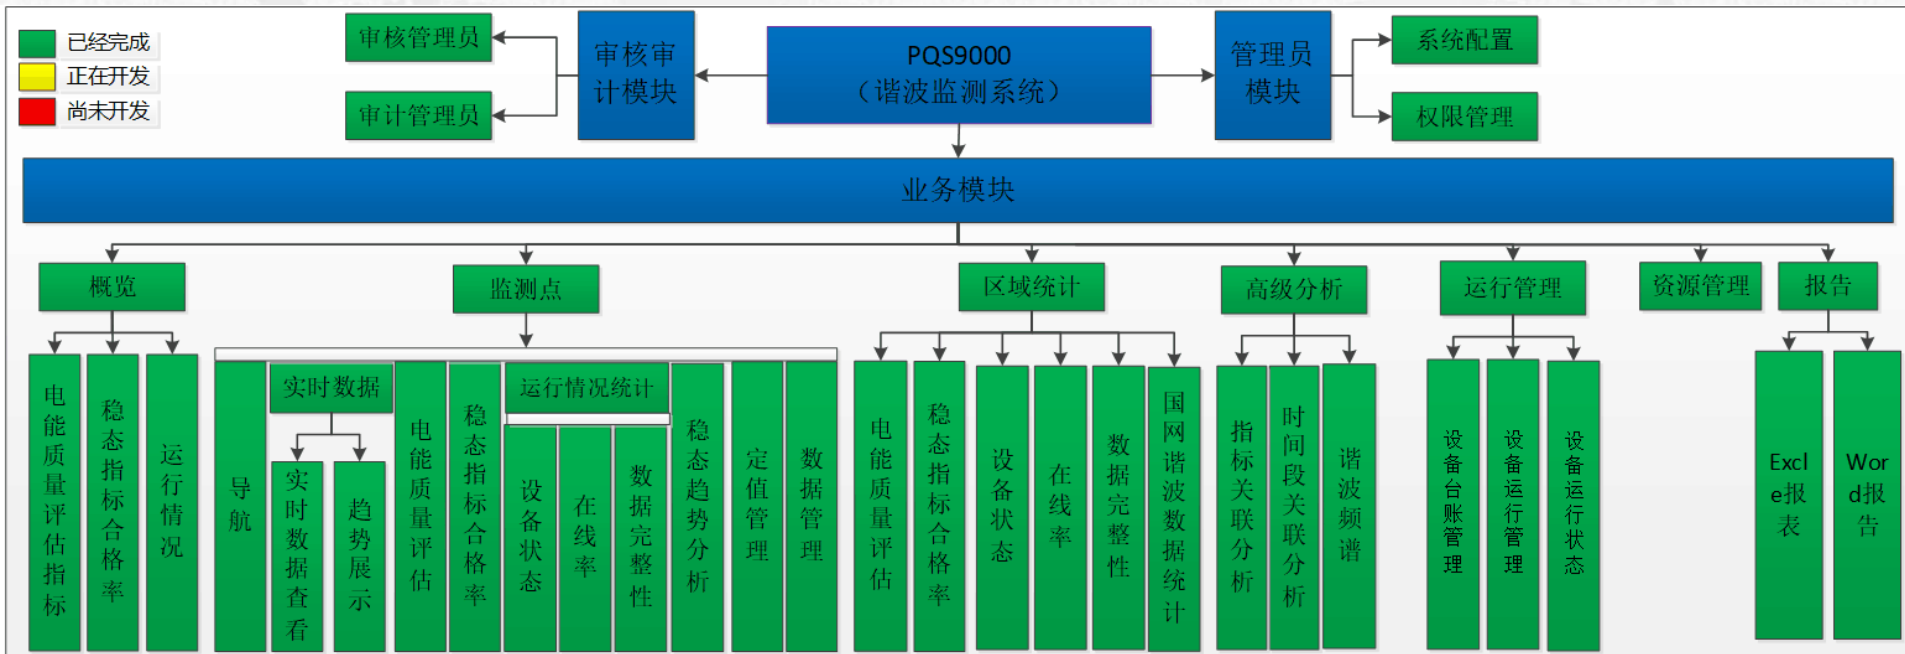 已经完成
正在开发
尚未开发
审核管理员
审计管理员
审核审
计模块
PQS9000
（谐波监测系统）
管理员
模块
系统配置
权限管理
业务模块
概览
监测点
区域统计
高级分析
运行管理
资源管理
报告
电能质量评估指标
稳态指标合格率
运行情况
导航
实时数据
实时数据查看
趋势展示
电能质量评估
稳态指标合格率
运行情况统计
设备状态
在线率
数据完整性
稳态趋势分析
定值管理
数据管理
电能质量评估
稳态指标合格率
设备状态
在线率
数据完整性
国网谐波数据统计
指标关联分析
时间段关联分析
谐波频谱
设备台账管理
设备运行管理
设备运行状态
Excl
e报
表
Wor
d报
告